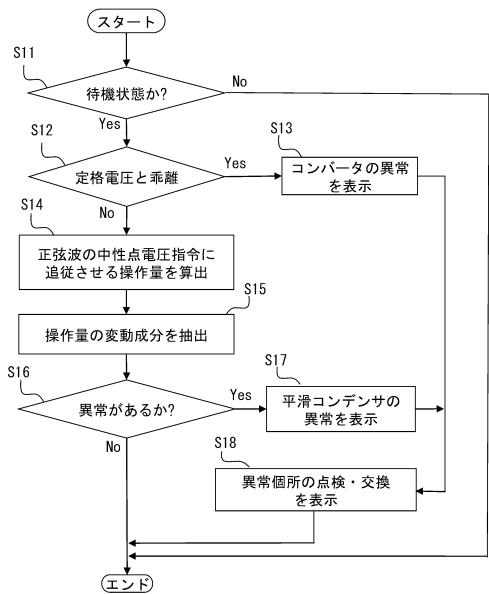 スタート
S11
待機状態か?
No
Yes
S12
定格電圧と乖離
Yes
S13
コンバータの異常
を表示
No
S14
正弦波の中性点電圧指令に
追従させる操作量を算出
S15
操作量の変動成分を抽出
S16
異常があるか?
Yes
S17
平滑コンデンサの
異常を表示
No
S18
異常個所の点検・交換
を表示
エンド